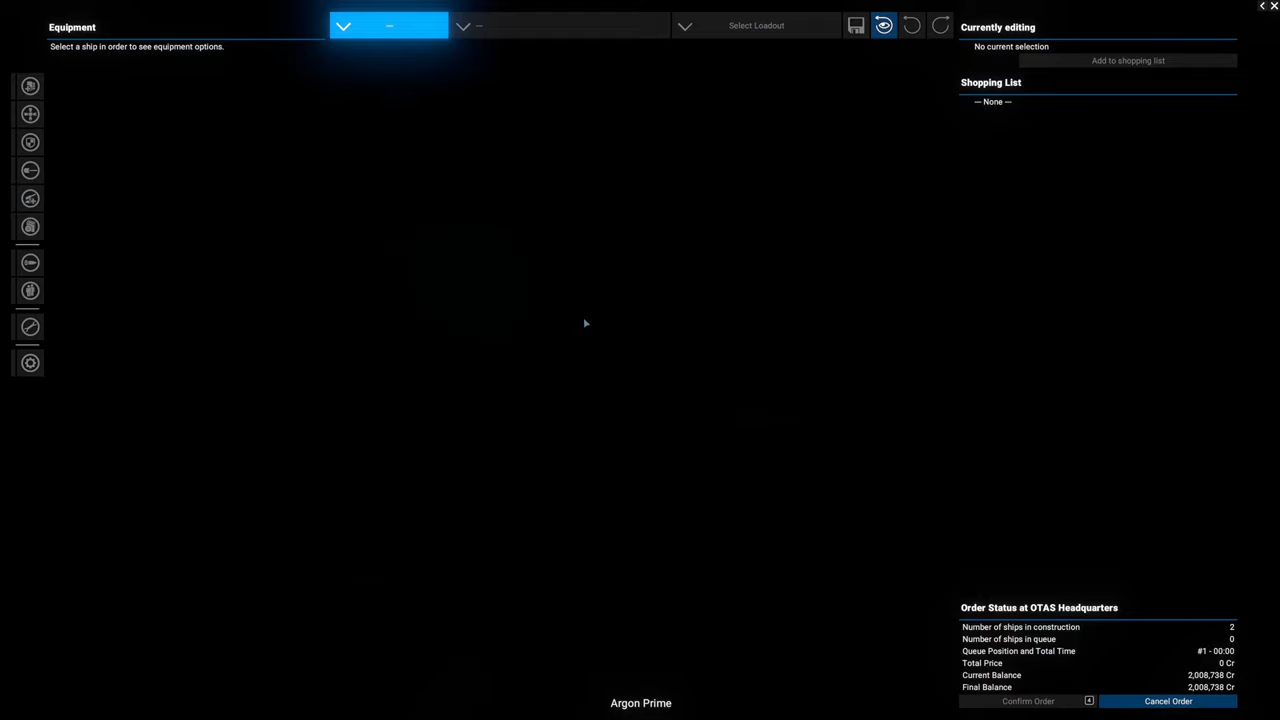 Equipment
Select a ship in order to see equipment options.
—
—
Select Loadout
Currently editing
No current selection
Add to shopping list
Shopping List
— None —
Order Status at OTAS Headquarters
Number of ships in construction 2
Number of ships in queue 0
Queue Position and Total Time #1 - 00:00
Total Price 0 Cr
Current Balance 2,008,738 Cr
Final Balance 2,008,738 Cr
Confirm Order 4 Cancel Order
Argon Prime